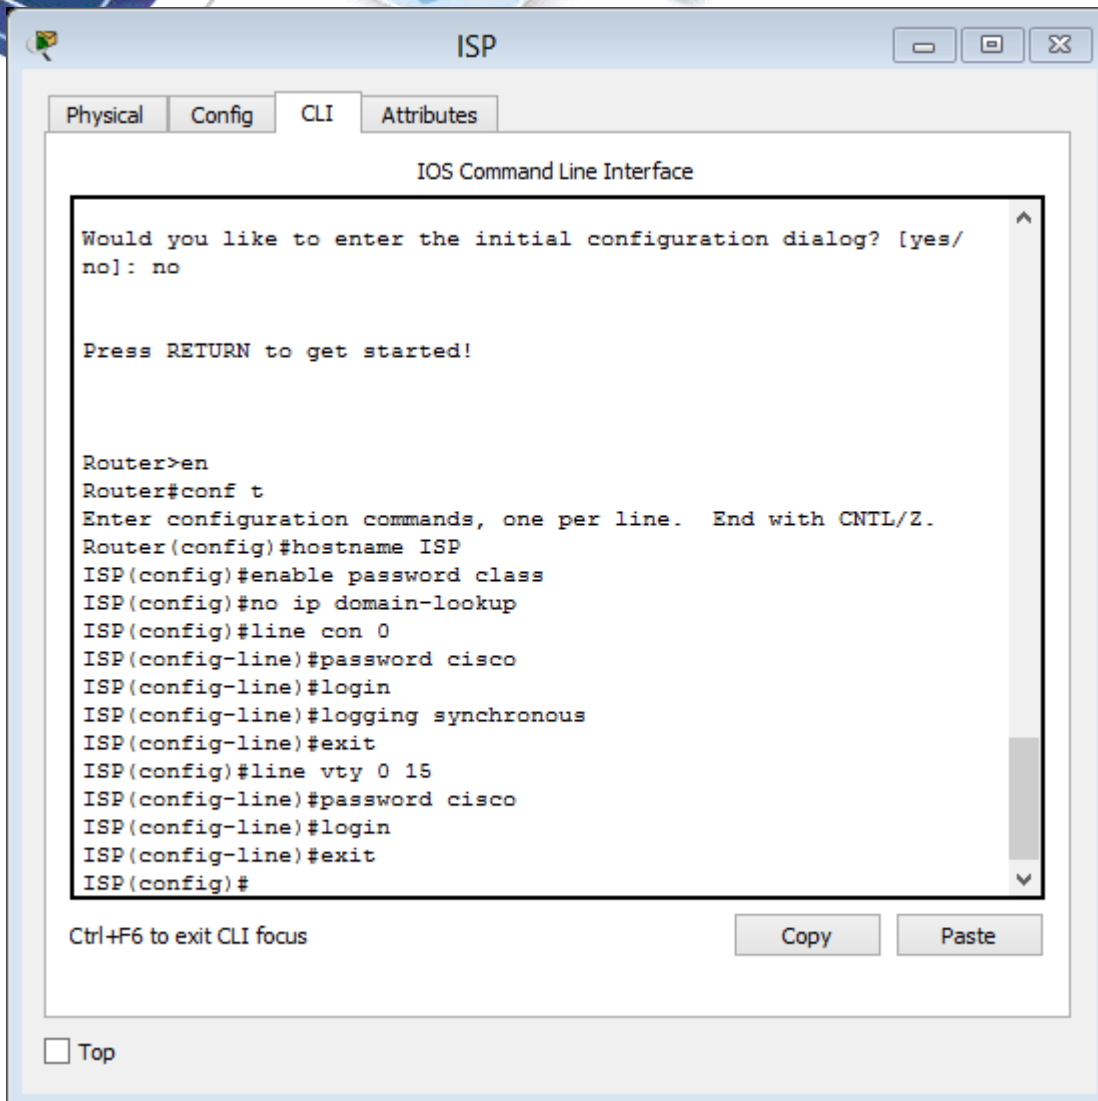 ISP
Physical
Config
CLI
Attributes
IOS Command Line Interface
Would you like to enter the initial configuration dialog? [yes/
no]: no
Press RETURN to get started!
Router>en
Router#conf t
Enter configuration commands, one per line.  End with CNTL/Z.
Router(config)#hostname ISP
ISP(config)#enable password class
ISP(config)#no ip domain-lookup
ISP(config)#line con 0
ISP(config-line)#password cisco
ISP(config-line)#login
ISP(config-line)#logging synchronous
ISP(config-line)#exit
ISP(config)#line vty 0 15
ISP(config-line)#password cisco
ISP(config-line)#login
ISP(config-line)#exit
ISP(config)#
Ctrl+F6 to exit CLI focus
Copy
Paste
Top